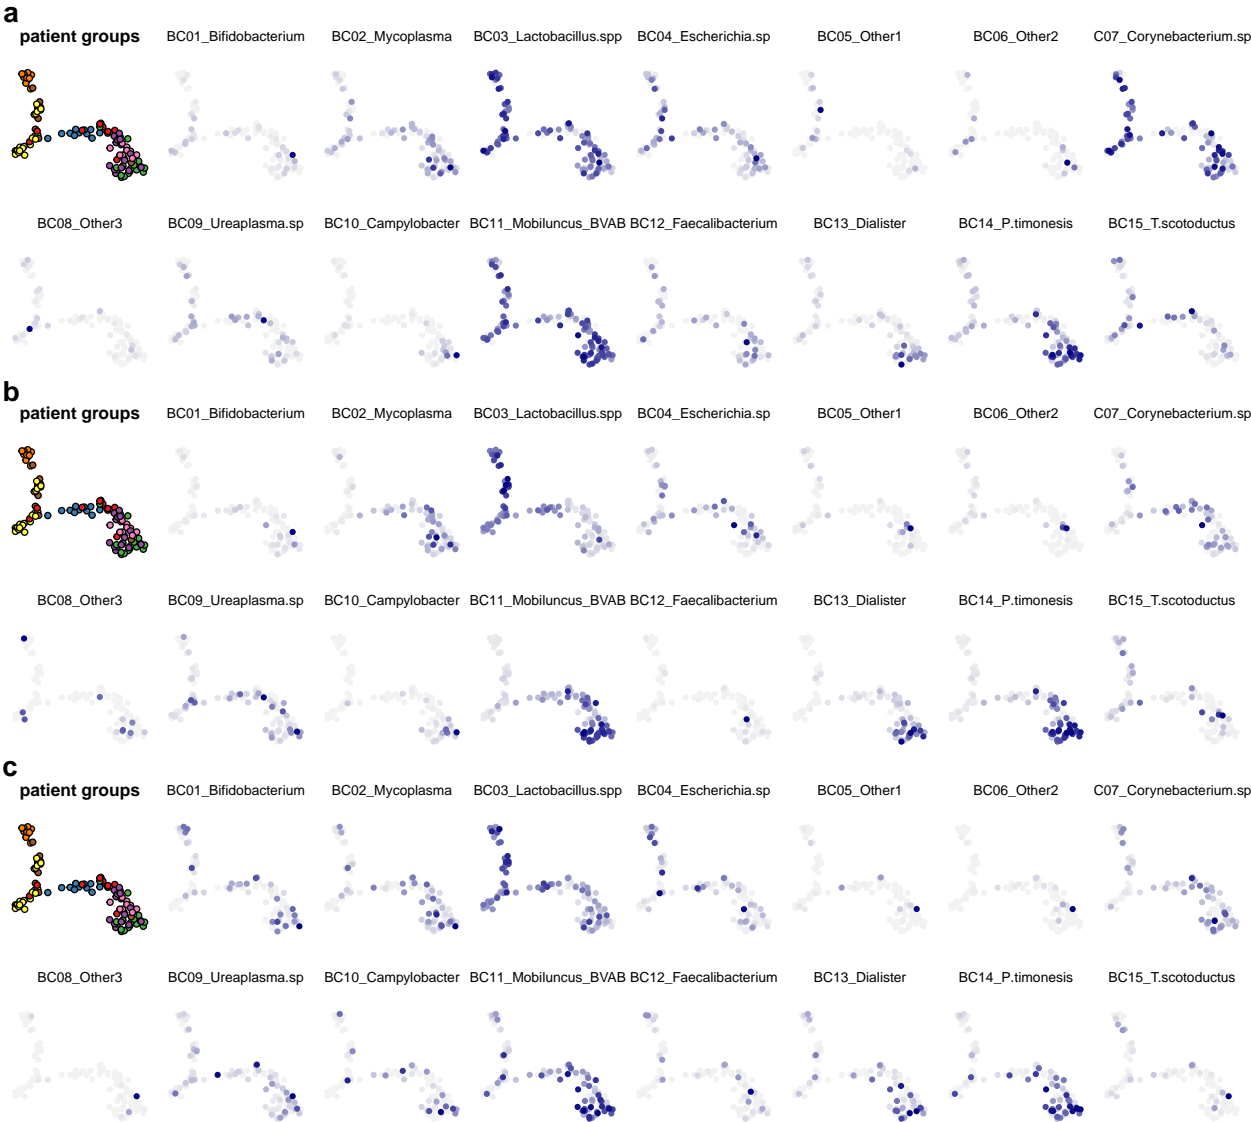 a
patient groups BC01_Bifidobacterium BC02_Mycoplasma BC03_Lactobacillus.spp BC04_Escherichia.sp BC05_Other1 BC06_Other2 C07_Corynebacterium.sp
BC08_Other3 BC09_Ureaplasma.sp BC10_Campylobacter BC11_Mobiluncus_BVAB BC12_Faecalibacterium BC13_Dialister BC14_P.timonesis BC15_T.scotoductus
b
patient groups BC01_Bifidobacterium BC02_Mycoplasma BC03_Lactobacillus.spp BC04_Escherichia.sp BC05_Other1 BC06_Other2 C07_Corynebacterium.sp
BC08_Other3 BC09_Ureaplasma.sp BC10_Campylobacter BC11_Mobiluncus_BVAB BC12_Faecalibacterium BC13_Dialister BC14_P.timonesis BC15_T.scotoductus
c
patient groups BC01_Bifidobacterium BC02_Mycoplasma BC03_Lactobacillus.spp BC04_Escherichia.sp BC05_Other1 BC06_Other2 C07_Corynebacterium.sp
BC08_Other3 BC09_Ureaplasma.sp BC10_Campylobacter BC11_Mobiluncus_BVAB BC12_Faecalibacterium BC13_Dialister BC14_P.timonesis BC15_T.scotoductus